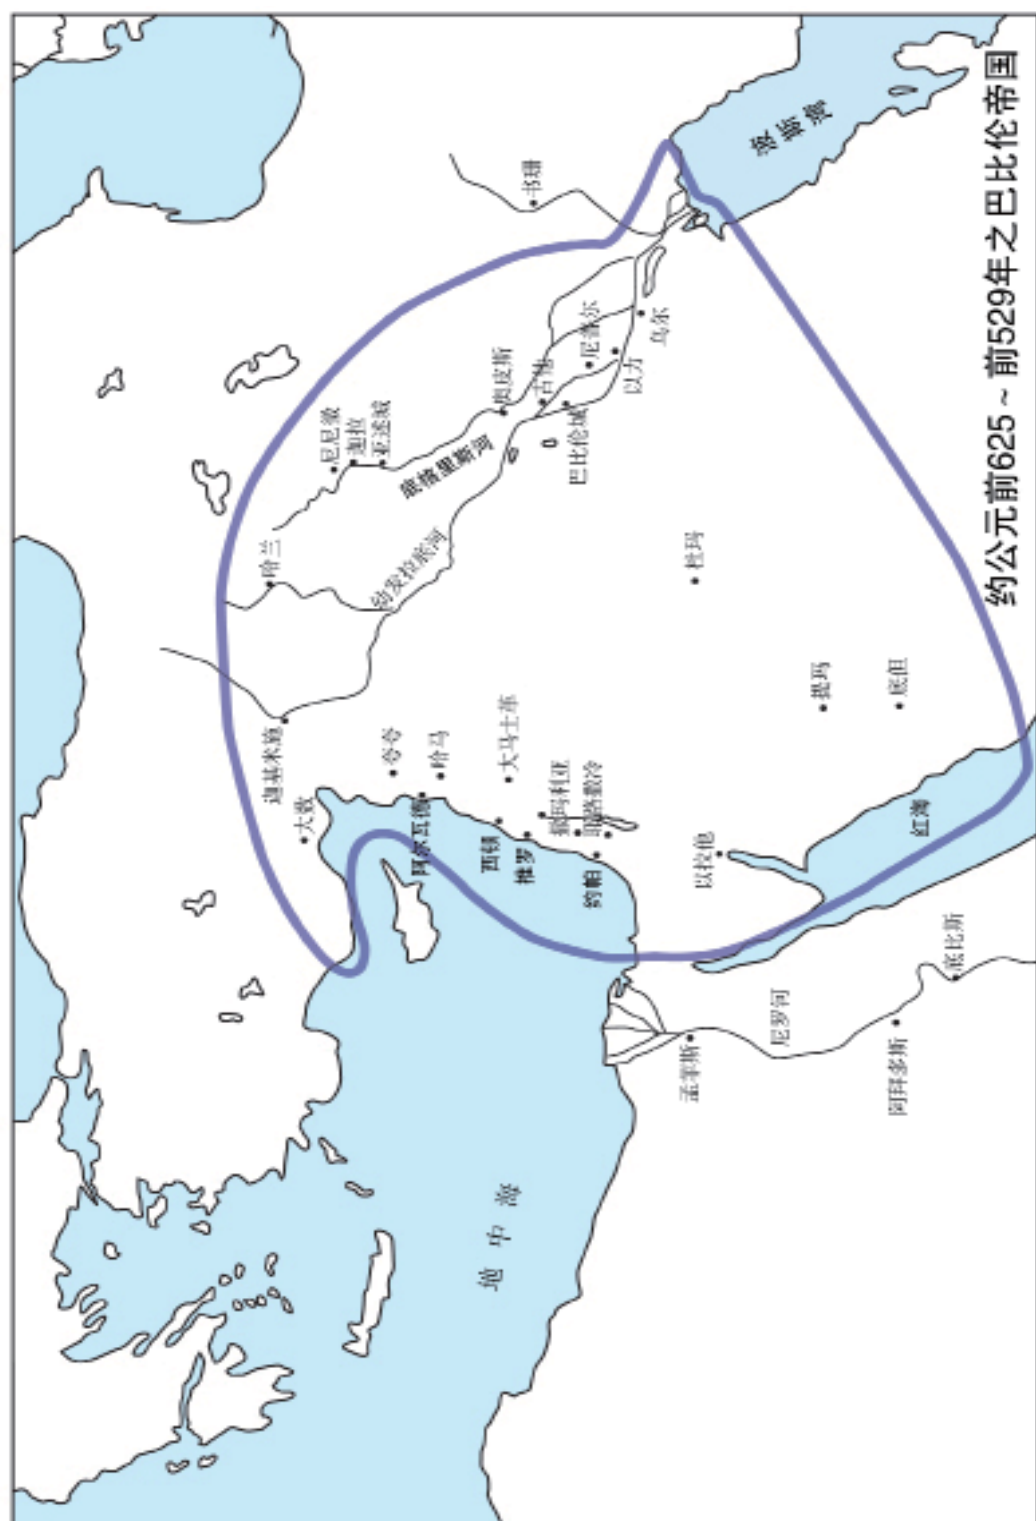 约公元前625～前529年之巴比伦帝国
波斯湾
书珊
尼尼微
迦拉
亚述城
奥皮斯
古他
尼普尔
乌尔
以力
巴比伦城
底格里斯河
幼发拉底河
哈兰
迦基米施
大数
夸夸
哈马
阿尔瓦德
大马士革
西顿
推罗
撒玛利亚
耶路撒冷
约帕
杜玛
提玛
底但
以拉他
红海
地中海
孟菲斯
尼罗河
阿拜多斯
底比斯